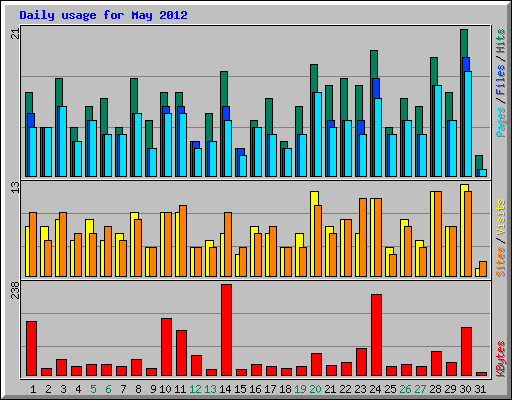 Daily usage for May 2012
21
Pages / Files / Hits
13
Sites / Visits
238
KBytes
1 2 3 4 5 6 7 8 9 10 11 12 13 14 15 16 17 18 19 20 21 22 23 24 25 26 27 28 29 30 31